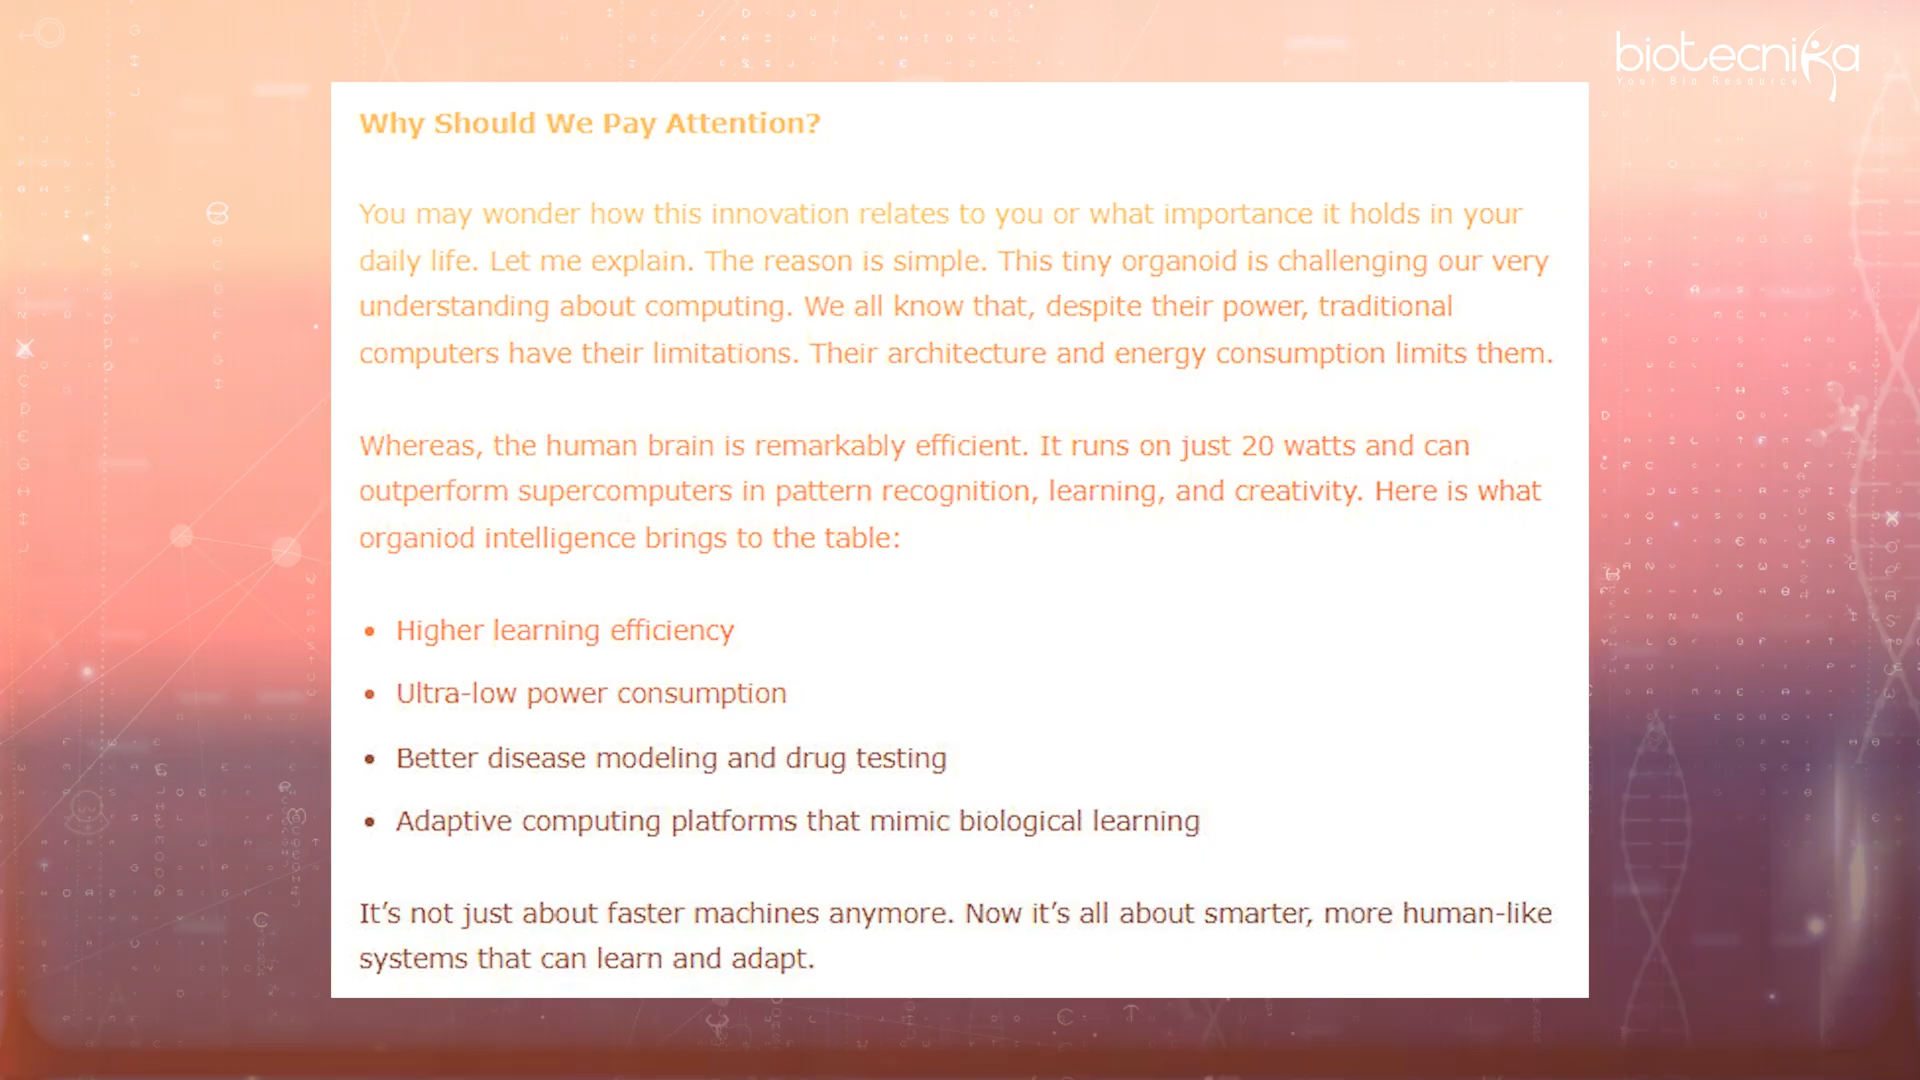 biotecnika
Your Bio Resource
Why Should We Pay Attention?
You may wonder how this innovation relates to you or what importance it holds in your
daily life. Let me explain. The reason is simple. This tiny organoid is challenging our very
understanding about computing. We all know that, despite their power, traditional
computers have their limitations. Their architecture and energy consumption limits them.
Whereas, the human brain is remarkably efficient. It runs on just 20 watts and can
outperform supercomputers in pattern recognition, learning, and creativity. Here is what
organiod intelligence brings to the table:
• Higher learning efficiency
• Ultra-low power consumption
• Better disease modeling and drug testing
• Adaptive computing platforms that mimic biological learning
It’s not just about faster machines anymore. Now it’s all about smarter, more human-like
systems that can learn and adapt.